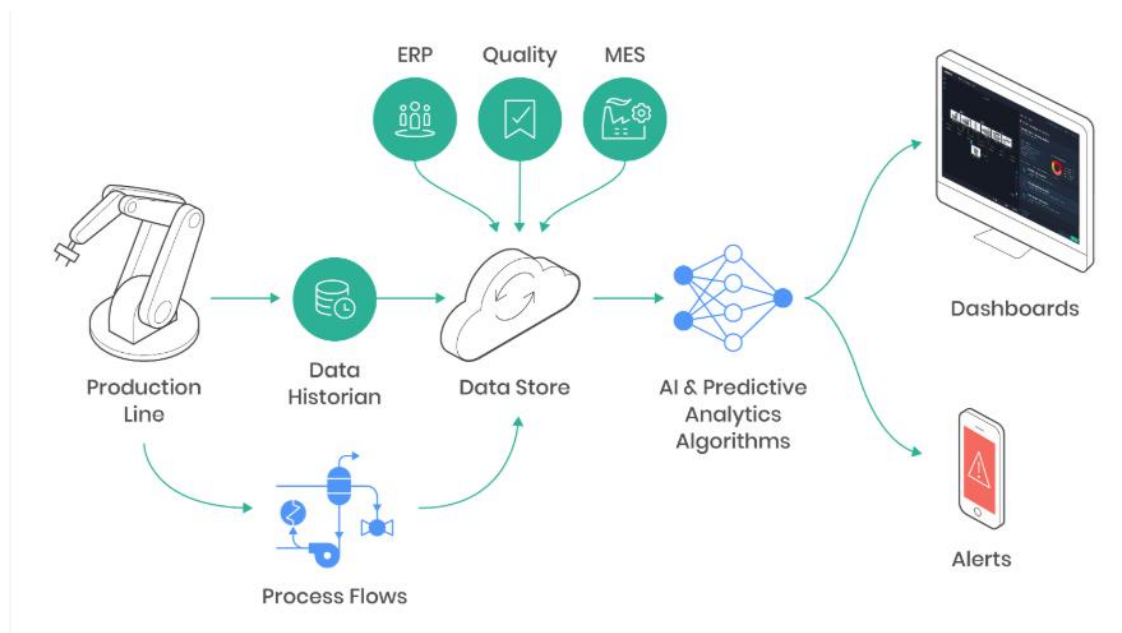 ERP
Quality
MES
Production
Line
Data
Historian
Data Store
AI & Predictive
Analytics
Algorithms
Dashboards
Process Flows
Alerts